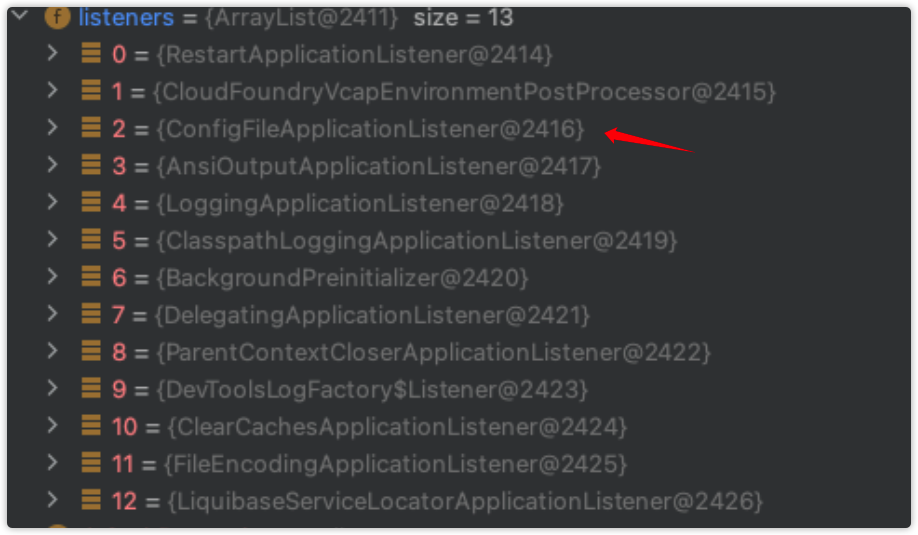 f listeners = {ArrayList@2411} size = 13
0 = {RestartApplicationListener@2414}
1 = {CloudFoundryVcapEnvironmentPostProcessor@2415}
2 = {ConfigFileApplicationListener@2416}
3 = {AnsiOutputApplicationListener@2417}
4 = {LoggingApplicationListener@2418}
5 = {ClasspathLoggingApplicationListener@2419}
6 = {BackgroundPreinitializer@2420}
7 = {DelegatingApplicationListener@2421}
8 = {ParentContextCloserApplicationListener@2422}
9 = {DevToolsLogFactory$Listener@2423}
10 = {ClearCachesApplicationListener@2424}
11 = {FileEncodingApplicationListener@2425}
12 = {LiquibaseServiceLocatorApplicationListener@2426}